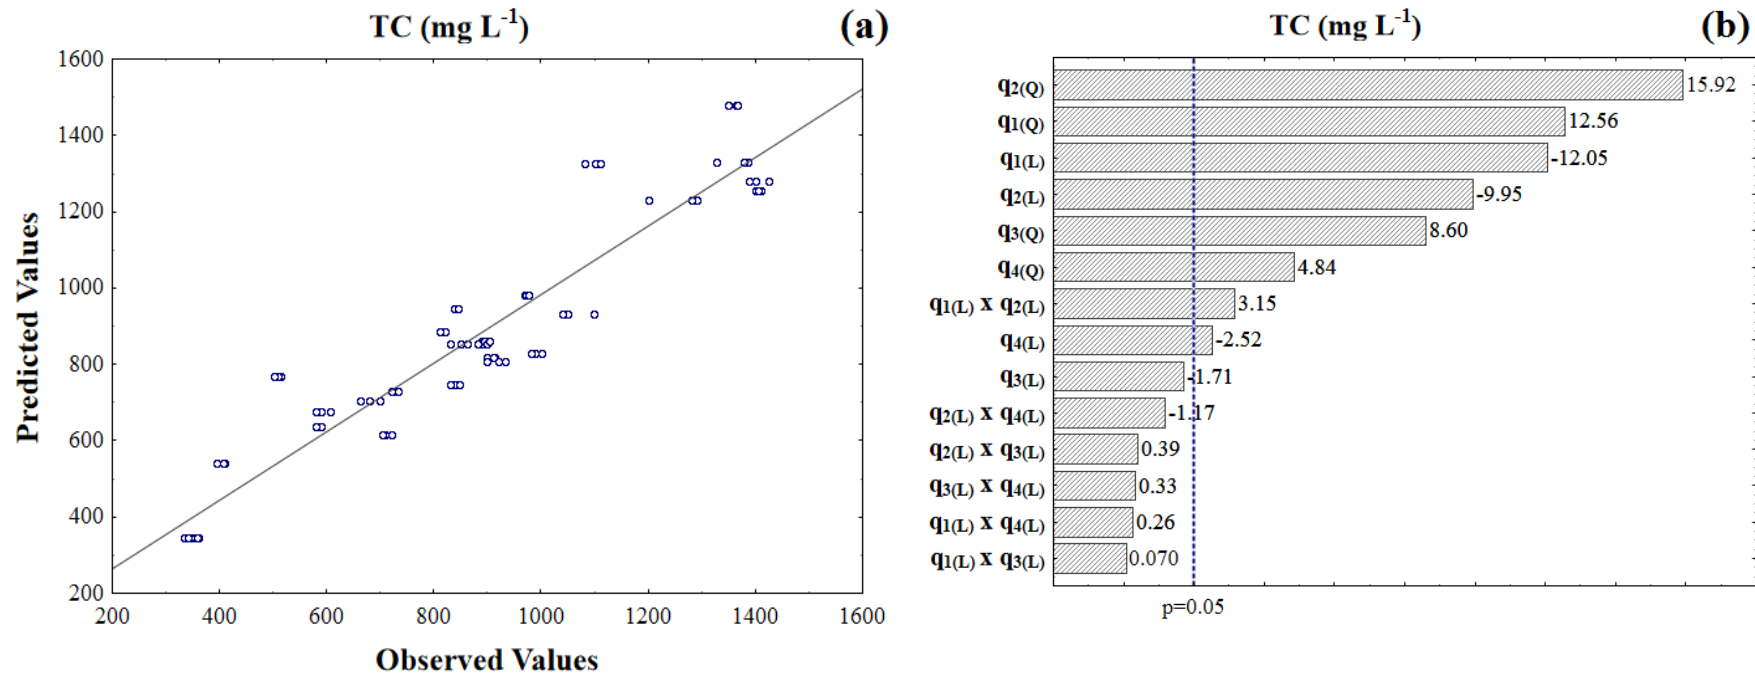 TC (mg L⁻¹)
(a)
Predicted Values
1600
1400
1200
1000
800
600
400
200
200 400 600 800 1000 1200 1400 1600
Observed Values
TC (mg L⁻¹)
(b)
q2(Q) 15.92
q1(Q) 12.56
q1(L) -12.05
q2(L) -9.95
q3(Q) 8.60
q4(Q) 4.84
q1(L) x q2(L) 3.15
q4(L) -2.52
q3(L) -1.71
q2(L) x q4(L) -1.17
q2(L) x q3(L) 0.39
q3(L) x q4(L) 0.33
q1(L) x q4(L) 0.26
q1(L) x q3(L) 0.070
p=0.05